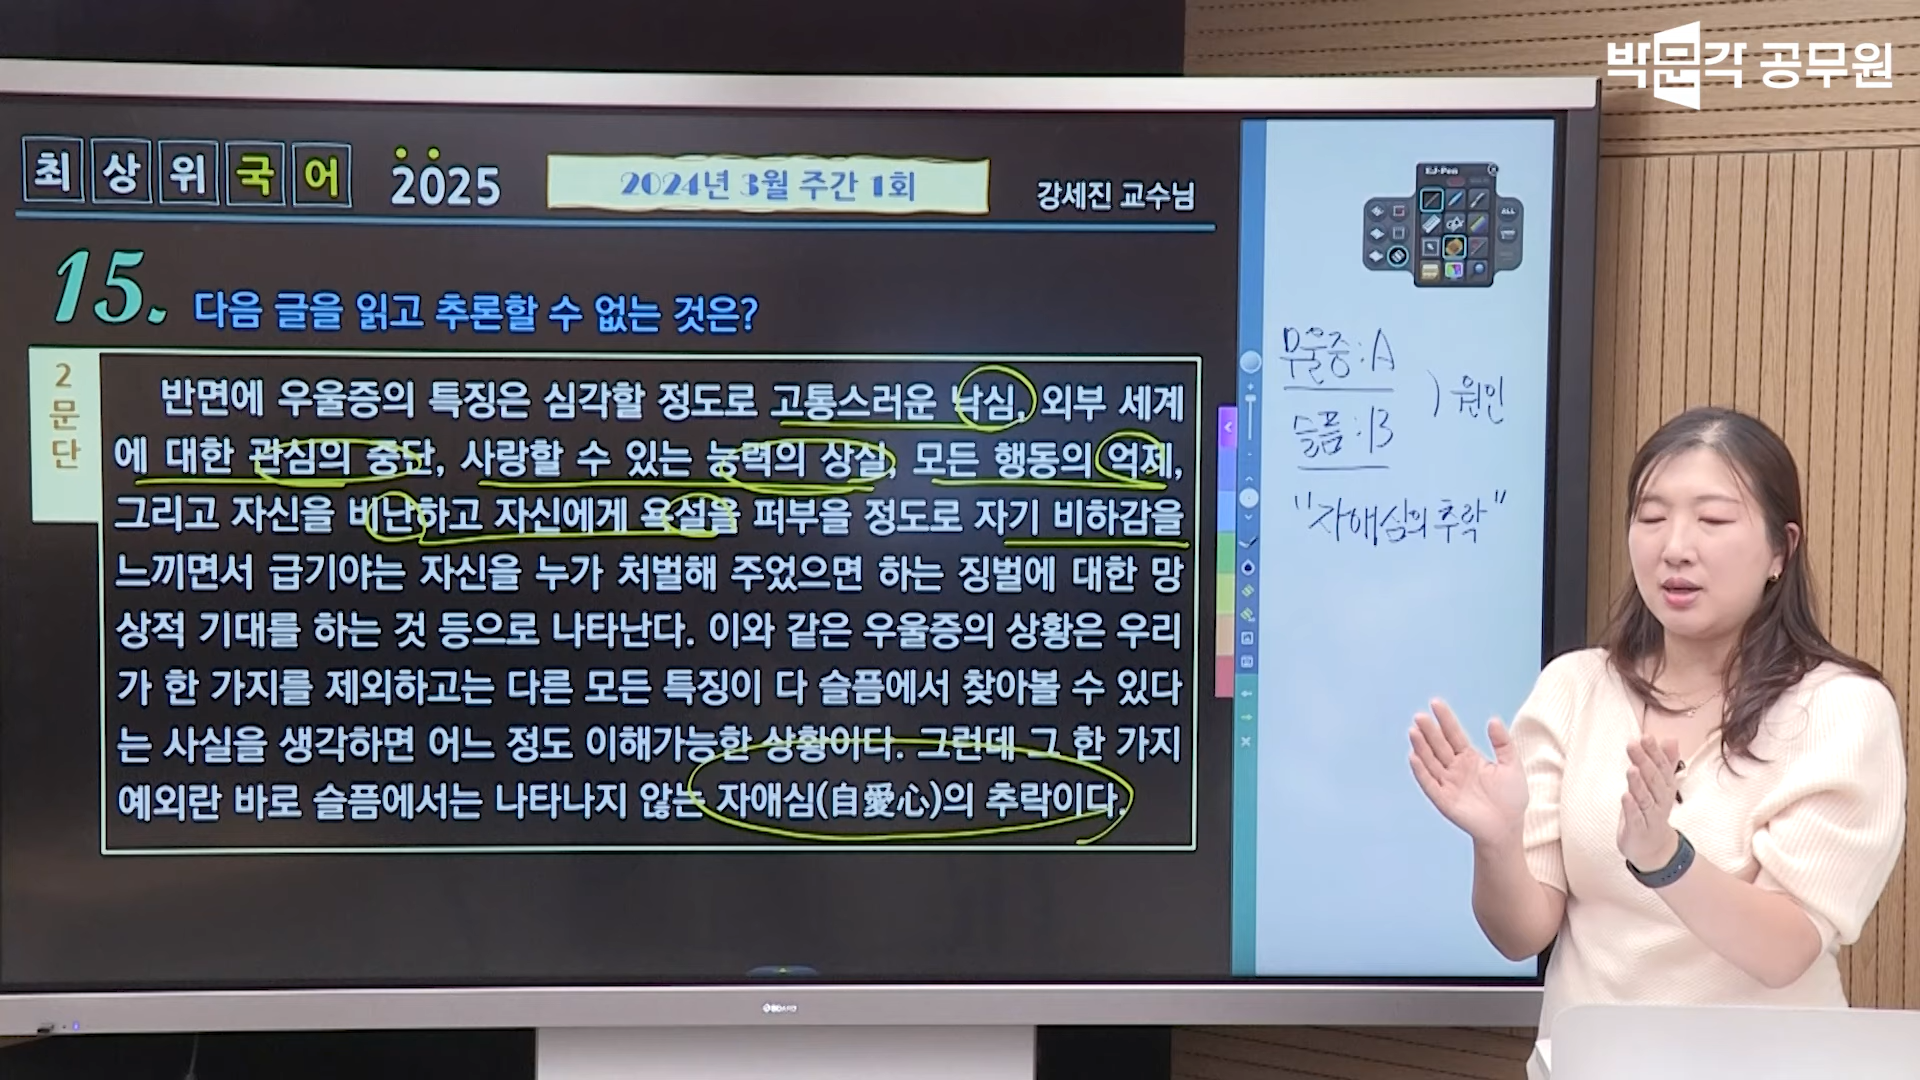 박문각 공무원
최상위국어 2025
2024년 3월 주간 1회
강세진 교수님
15. 다음 글을 읽고 추론할 수 없는 것은?
2문단
반면에 우울증의 특징은 심각할 정도로 고통스러운 낙심, 외부 세계
에 대한 관심의 중단, 사랑할 수 있는 능력의 상실, 모든 행동의 억제,
그리고 자신을 비난하고 자신에게 욕설을 퍼부을 정도로 자기 비하감을
느끼면서 급기야는 자신을 누가 처벌해 주었으면 하는 징벌에 대한 망
상적 기대를 하는 것 등으로 나타난다. 이와 같은 우울증의 상황은 우리
가 한 가지를 제외하고는 다른 모든 특징이 다 슬픔에서 찾아볼 수 있다
는 사실을 생각하면 어느 정도 이해가능한 상황이다. 그런데 그 한 가지
예외란 바로 슬픔에서는 나타나지 않는 자애심(自愛心)의 추락이다.
EJ-Pen
ALL
우울증:A
슬픔:B
) 원인
"자애심의 추락"